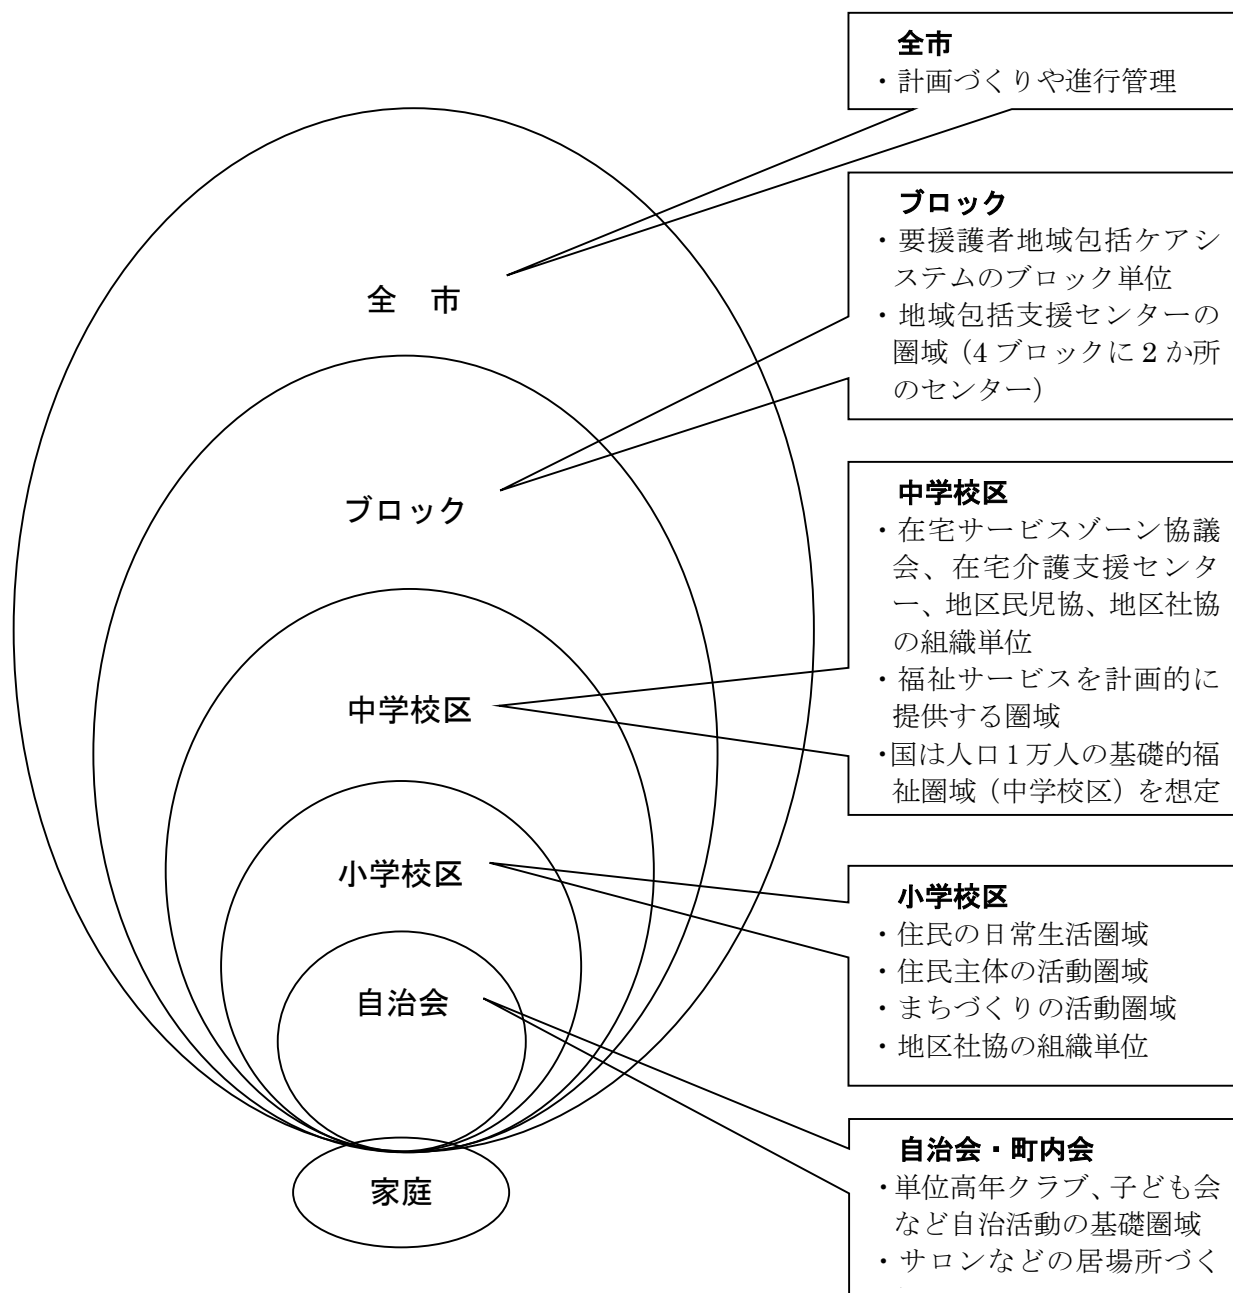 全市
・計画づくりや進行管理
ブロック
・要援護者地域包括ケアシ
ステムのブロック単位
・地域包括支援センターの
圏域（4 ブロックに 2 か所
のセンター）
中学校区
・在宅サービスゾーン協議
会、在宅介護支援センタ
ー、地区民児協、地区社協
の組織単位
・福祉サービスを計画的に
提供する圏域
・国は人口１万人の基礎的福
祉圏域（中学校区）を想定
小学校区
・住民の日常生活圏域
・住民主体の活動圏域
・まちづくりの活動圏域
・地区社協の組織単位
自治会・町内会
・単位高年クラブ、子ども会
など自治活動の基礎圏域
・サロンなどの居場所づく
全　市
ブロック
中学校区
小学校区
自治会
家庭